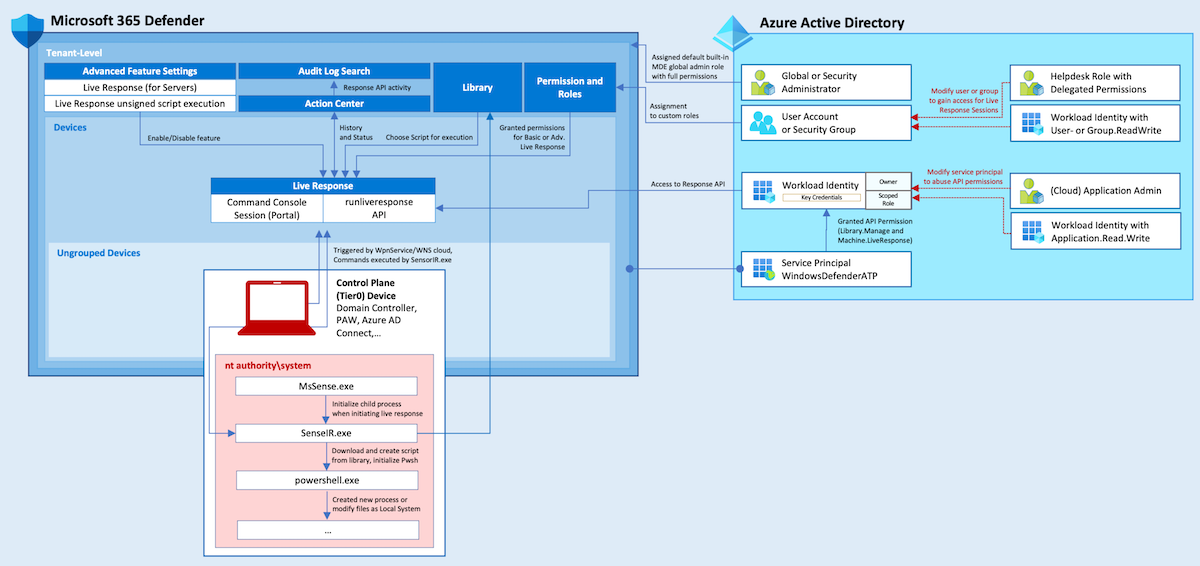 Microsoft 365 Defender
Tenant-Level
Advanced Feature Settings
Live Response (for Servers)
Live Response unsigned script execution
Audit Log Search
Response API activity
Action Center
Library
Permission and
Roles
Devices
Enable/Disable feature
History
and Status
Choose Script for execution
Granted permissions
for Basic or Adv.
Live Response
Live Response
Command Console
Session (Portal)
runliveresponse
API
Ungrouped Devices
Triggered by WpnService/WNS cloud,
Commands executed by SensorIR.exe
Control Plane
(Tier0) Device
Domain Controller,
PAW, Azure AD
Connect,...
nt authority\system
MsSense.exe
Initialize child process
when initiating live response
SenseIR.exe
Download and create script
from library, initialize Pwsh
powershell.exe
Created new process or
modify files as Local System
...
Azure Active Directory
Assigned default built-in
MDE global admin role
with full permissions
Assignment
to custom roles
Access to Response API
Global or Security
Administrator
User Account
or Security Group
Modify user or group
to gain access for Live
Response Sessions
Helpdesk Role with
Delegated Permissions
Workload Identity with
User- or Group.ReadWrite
Workload Identity
Key Credentials
Owner
Scoped
Role
Modify service principal
to abuse API permissions
(Cloud) Application Admin
Workload Identity with
Application.Read.Write
Granted API Permission
(Library.Manage and
Machine.LiveResponse)
Service Principal
WindowsDefenderATP